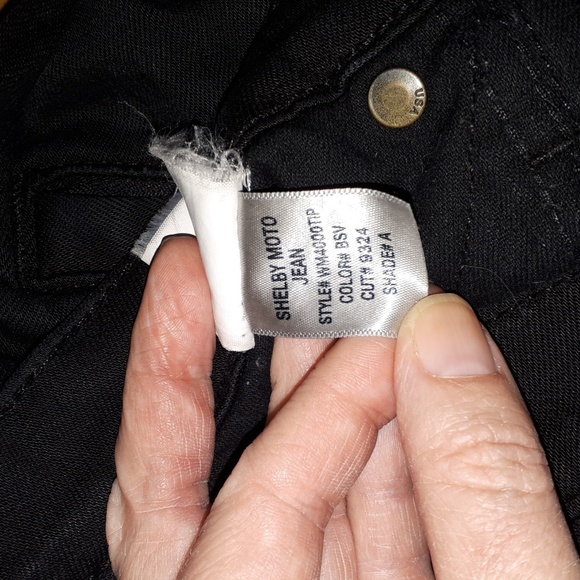 USA
SHELBY MOTO
JEAN
STYLE# WM4000TIP
COLOR# BSV
CUT# 9324
SHADE# A